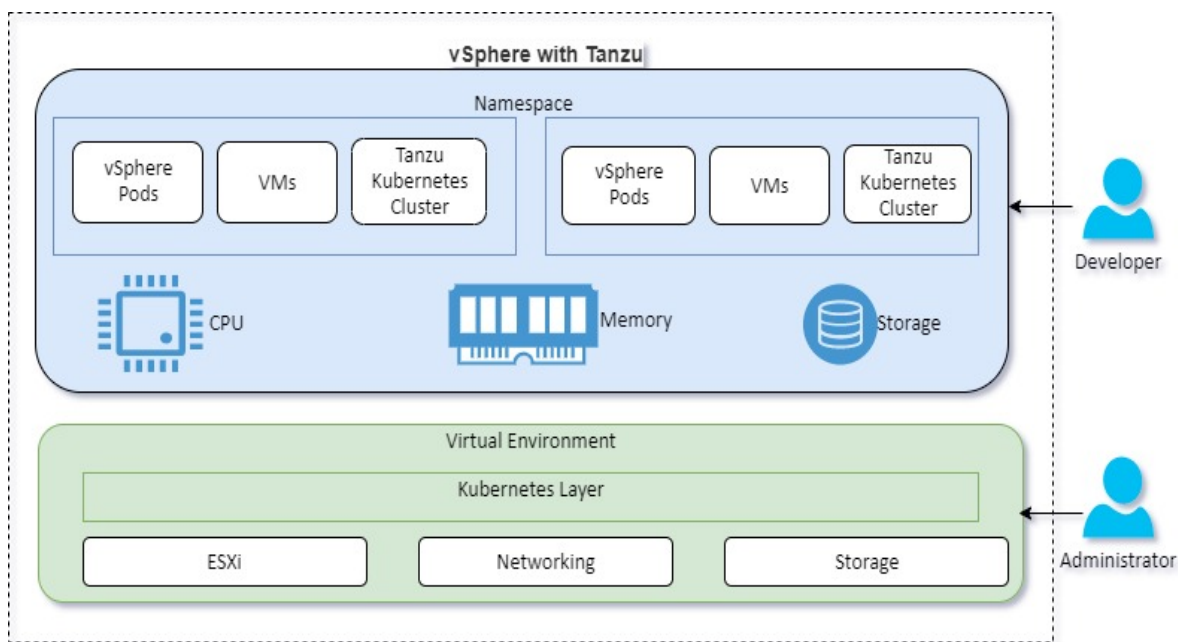 vSphere with Tanzu
Namespace
vSphere
Pods
VMs
Tanzu
Kubernetes
Cluster
vSphere
Pods
VMs
Tanzu
Kubernetes
Cluster
Developer
CPU
Memory
Storage
Virtual Environment
Kubernetes Layer
ESXi
Networking
Storage
Administrator